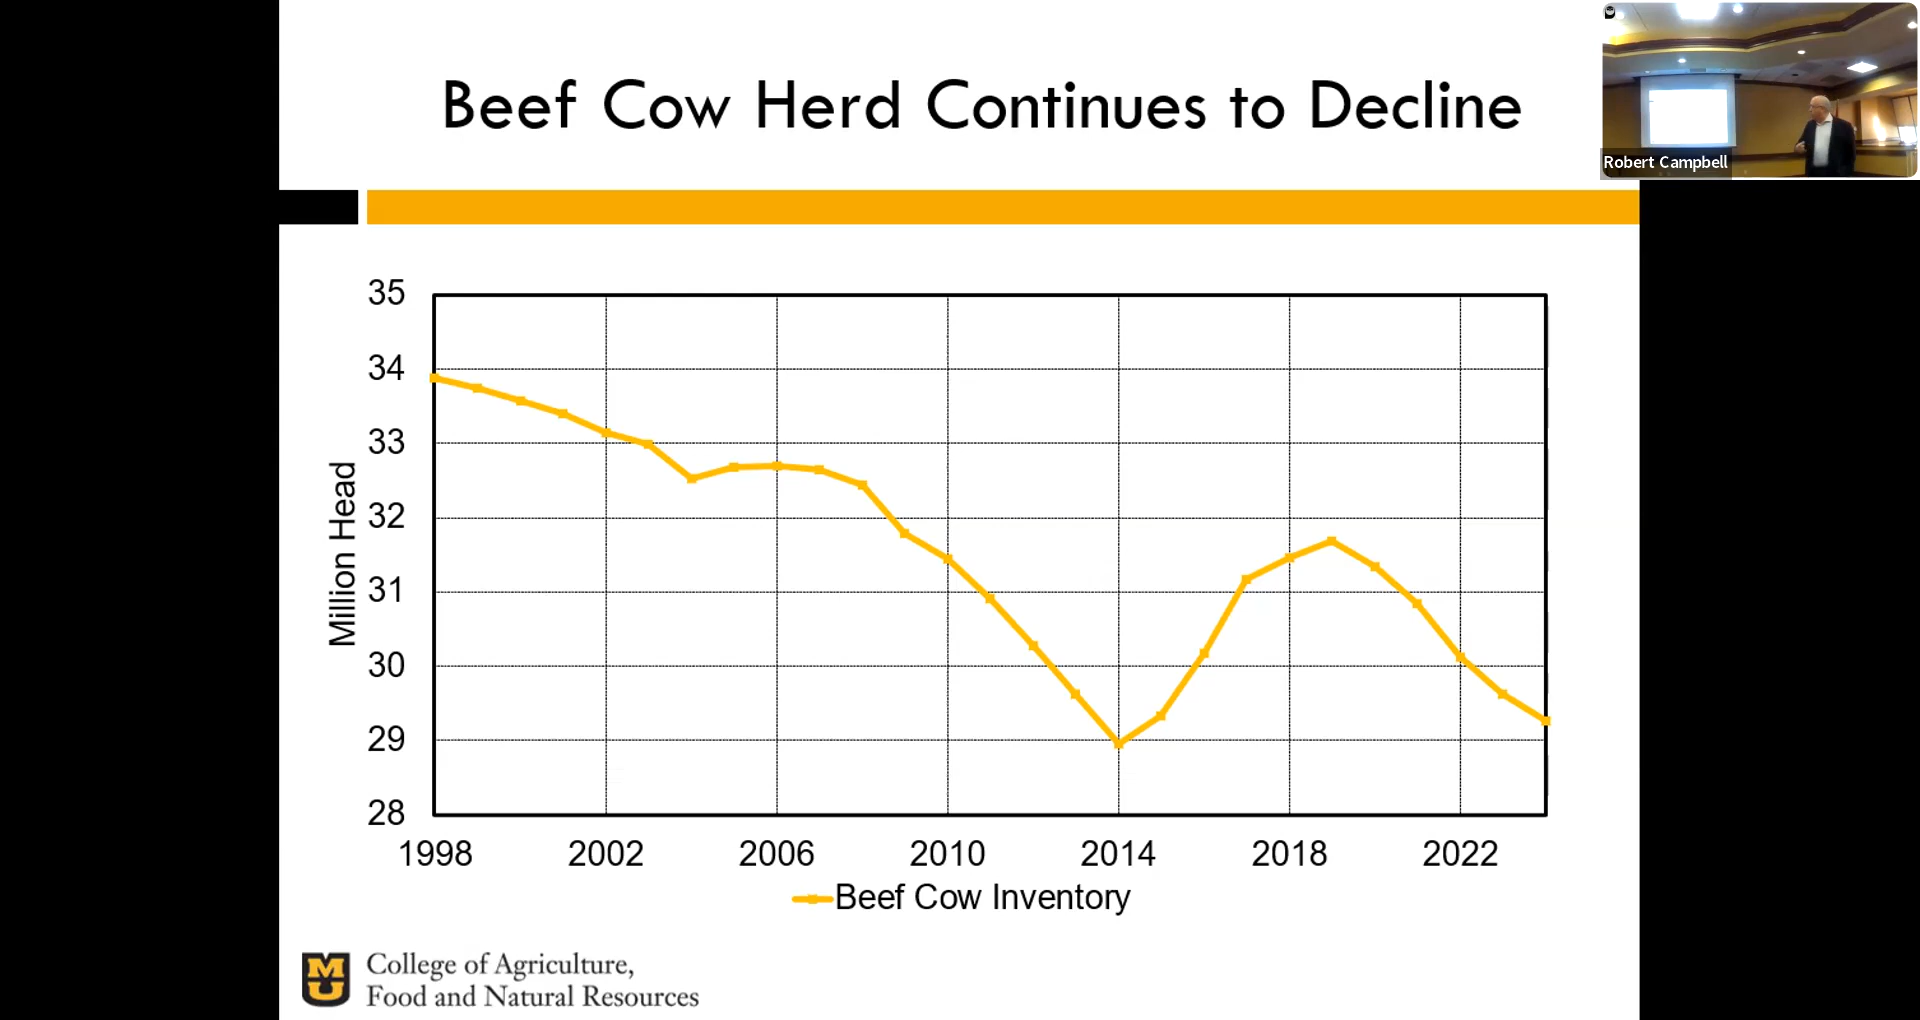 Beef Cow Herd Continues to Decline
Robert Campbell
35
34
33
32
31
30
29
28
Million Head
1998 2002 2006 2010 2014 2018 2022
Beef Cow Inventory
MU
College of Agriculture,
Food and Natural Resources